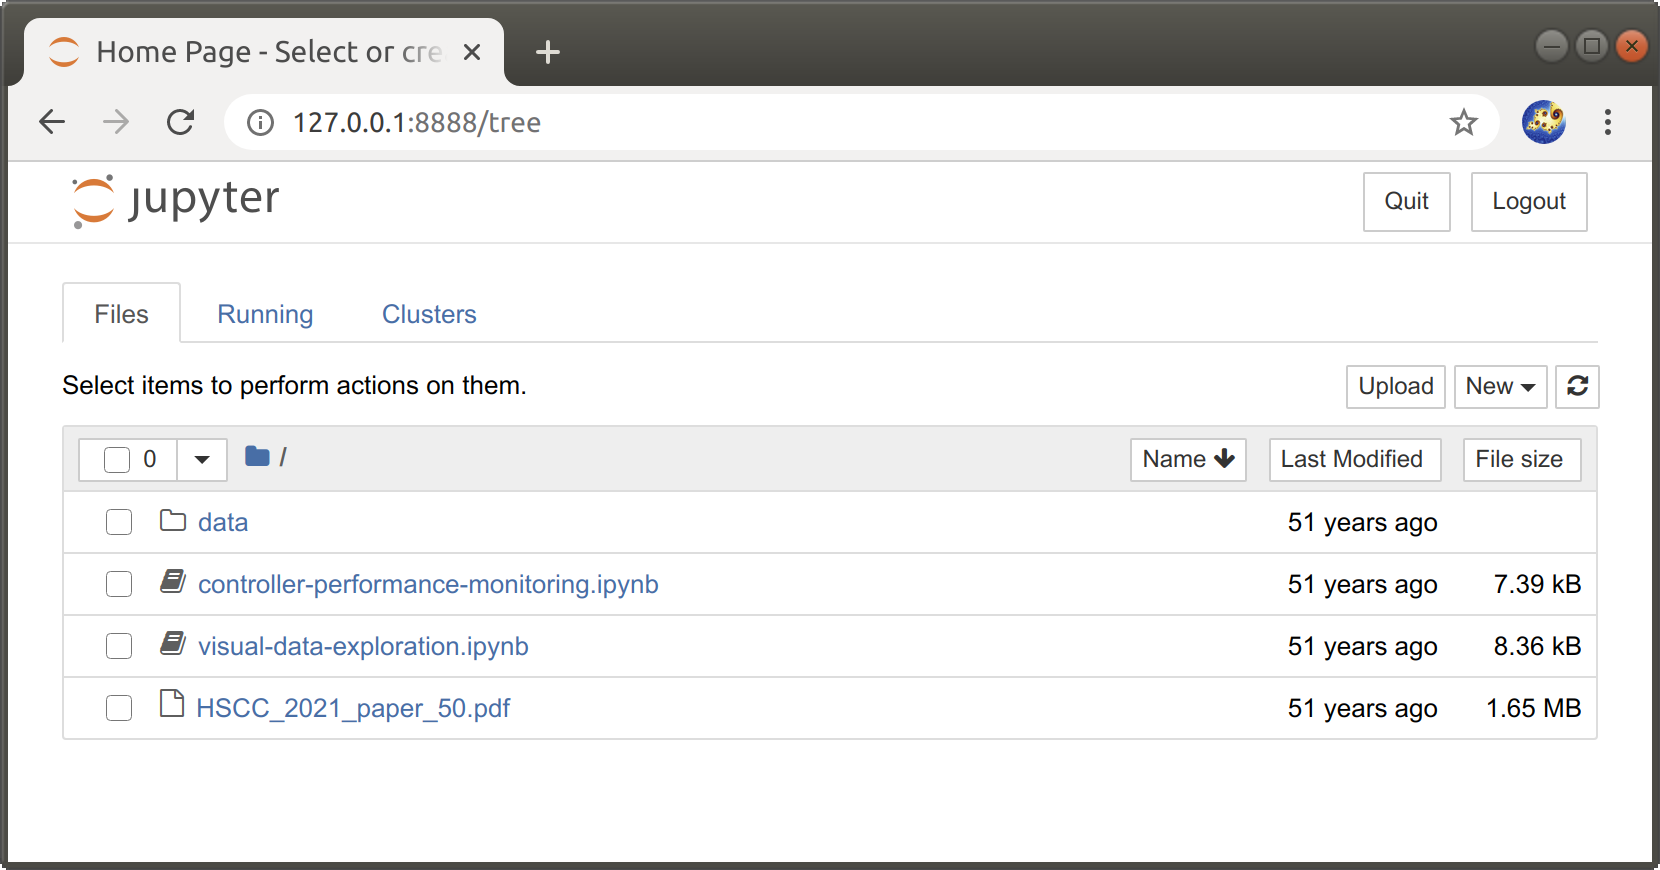 Home Page - Select or cre
127.0.0.1:8888/tree
jupyter
Quit Logout
Files Running Clusters
Select items to perform actions on them.
Upload New
0 / Name Last Modified File size
data 51 years ago
controller-performance-monitoring.ipynb 51 years ago 7.39 kB
visual-data-exploration.ipynb 51 years ago 8.36 kB
HSCC_2021_paper_50.pdf 51 years ago 1.65 MB